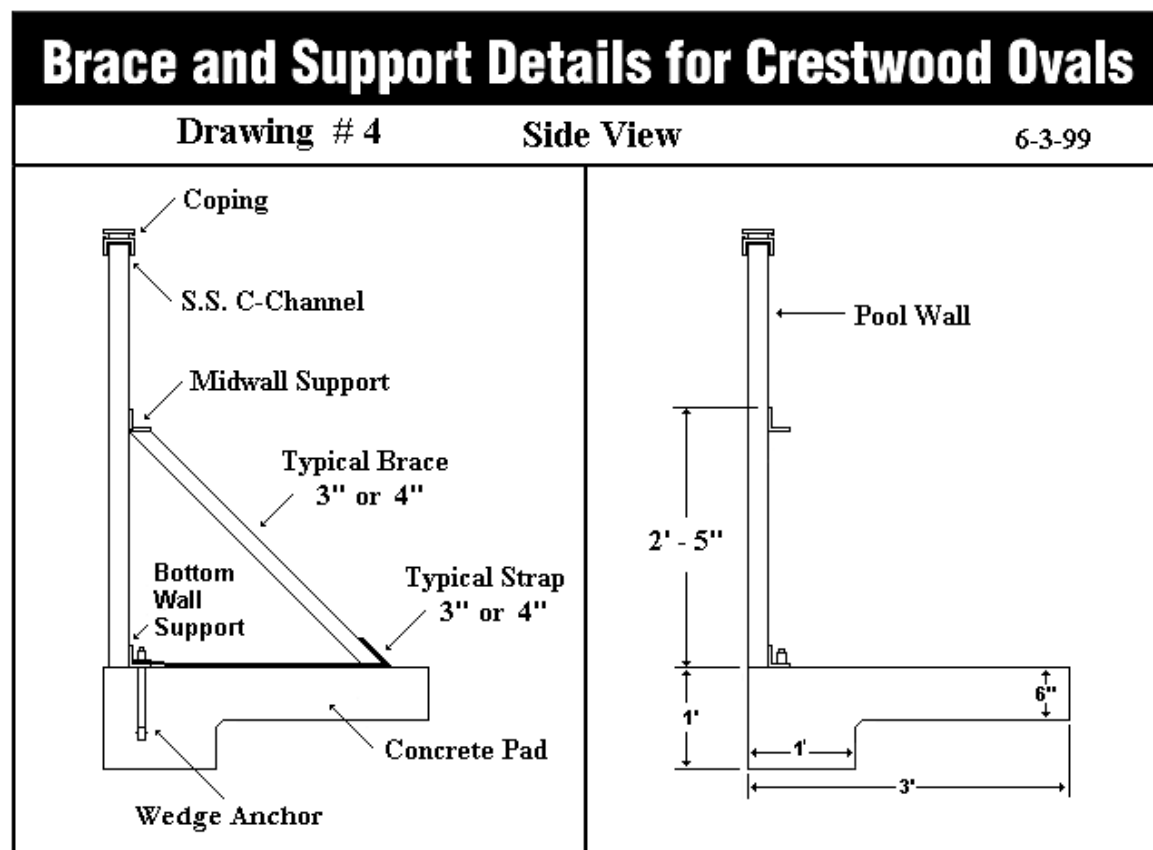 Brace and Support Details for Crestwood Ovals
Drawing # 4 Side View 6-3-99
Coping
S.S. C-Channel
Midwall Support
Typical Brace
3" or 4"
Typical Strap
3" or 4"
Bottom
Wall
Support
Concrete Pad
Wedge Anchor
Pool Wall
2' - 5"
6"
1'
1'
3'